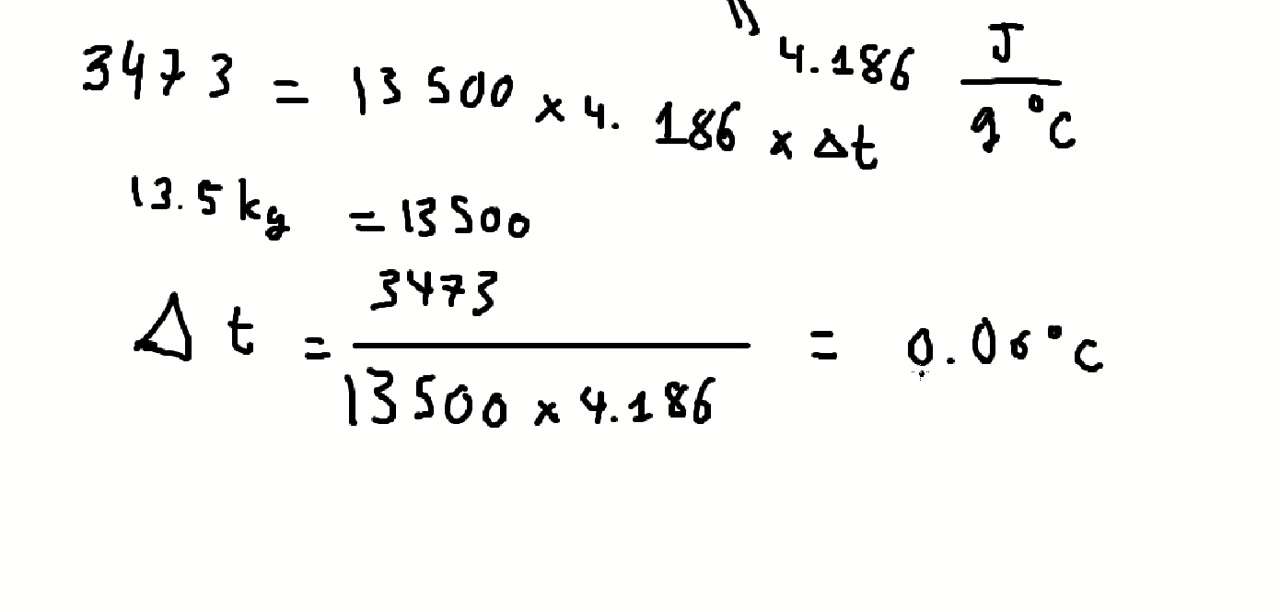 4.186 J/g °C
3473 = 13500 × 4.186 × Δt
13.5 kg = 13500
Δt = 3473 / 13500 × 4.186 = 0.06 °C